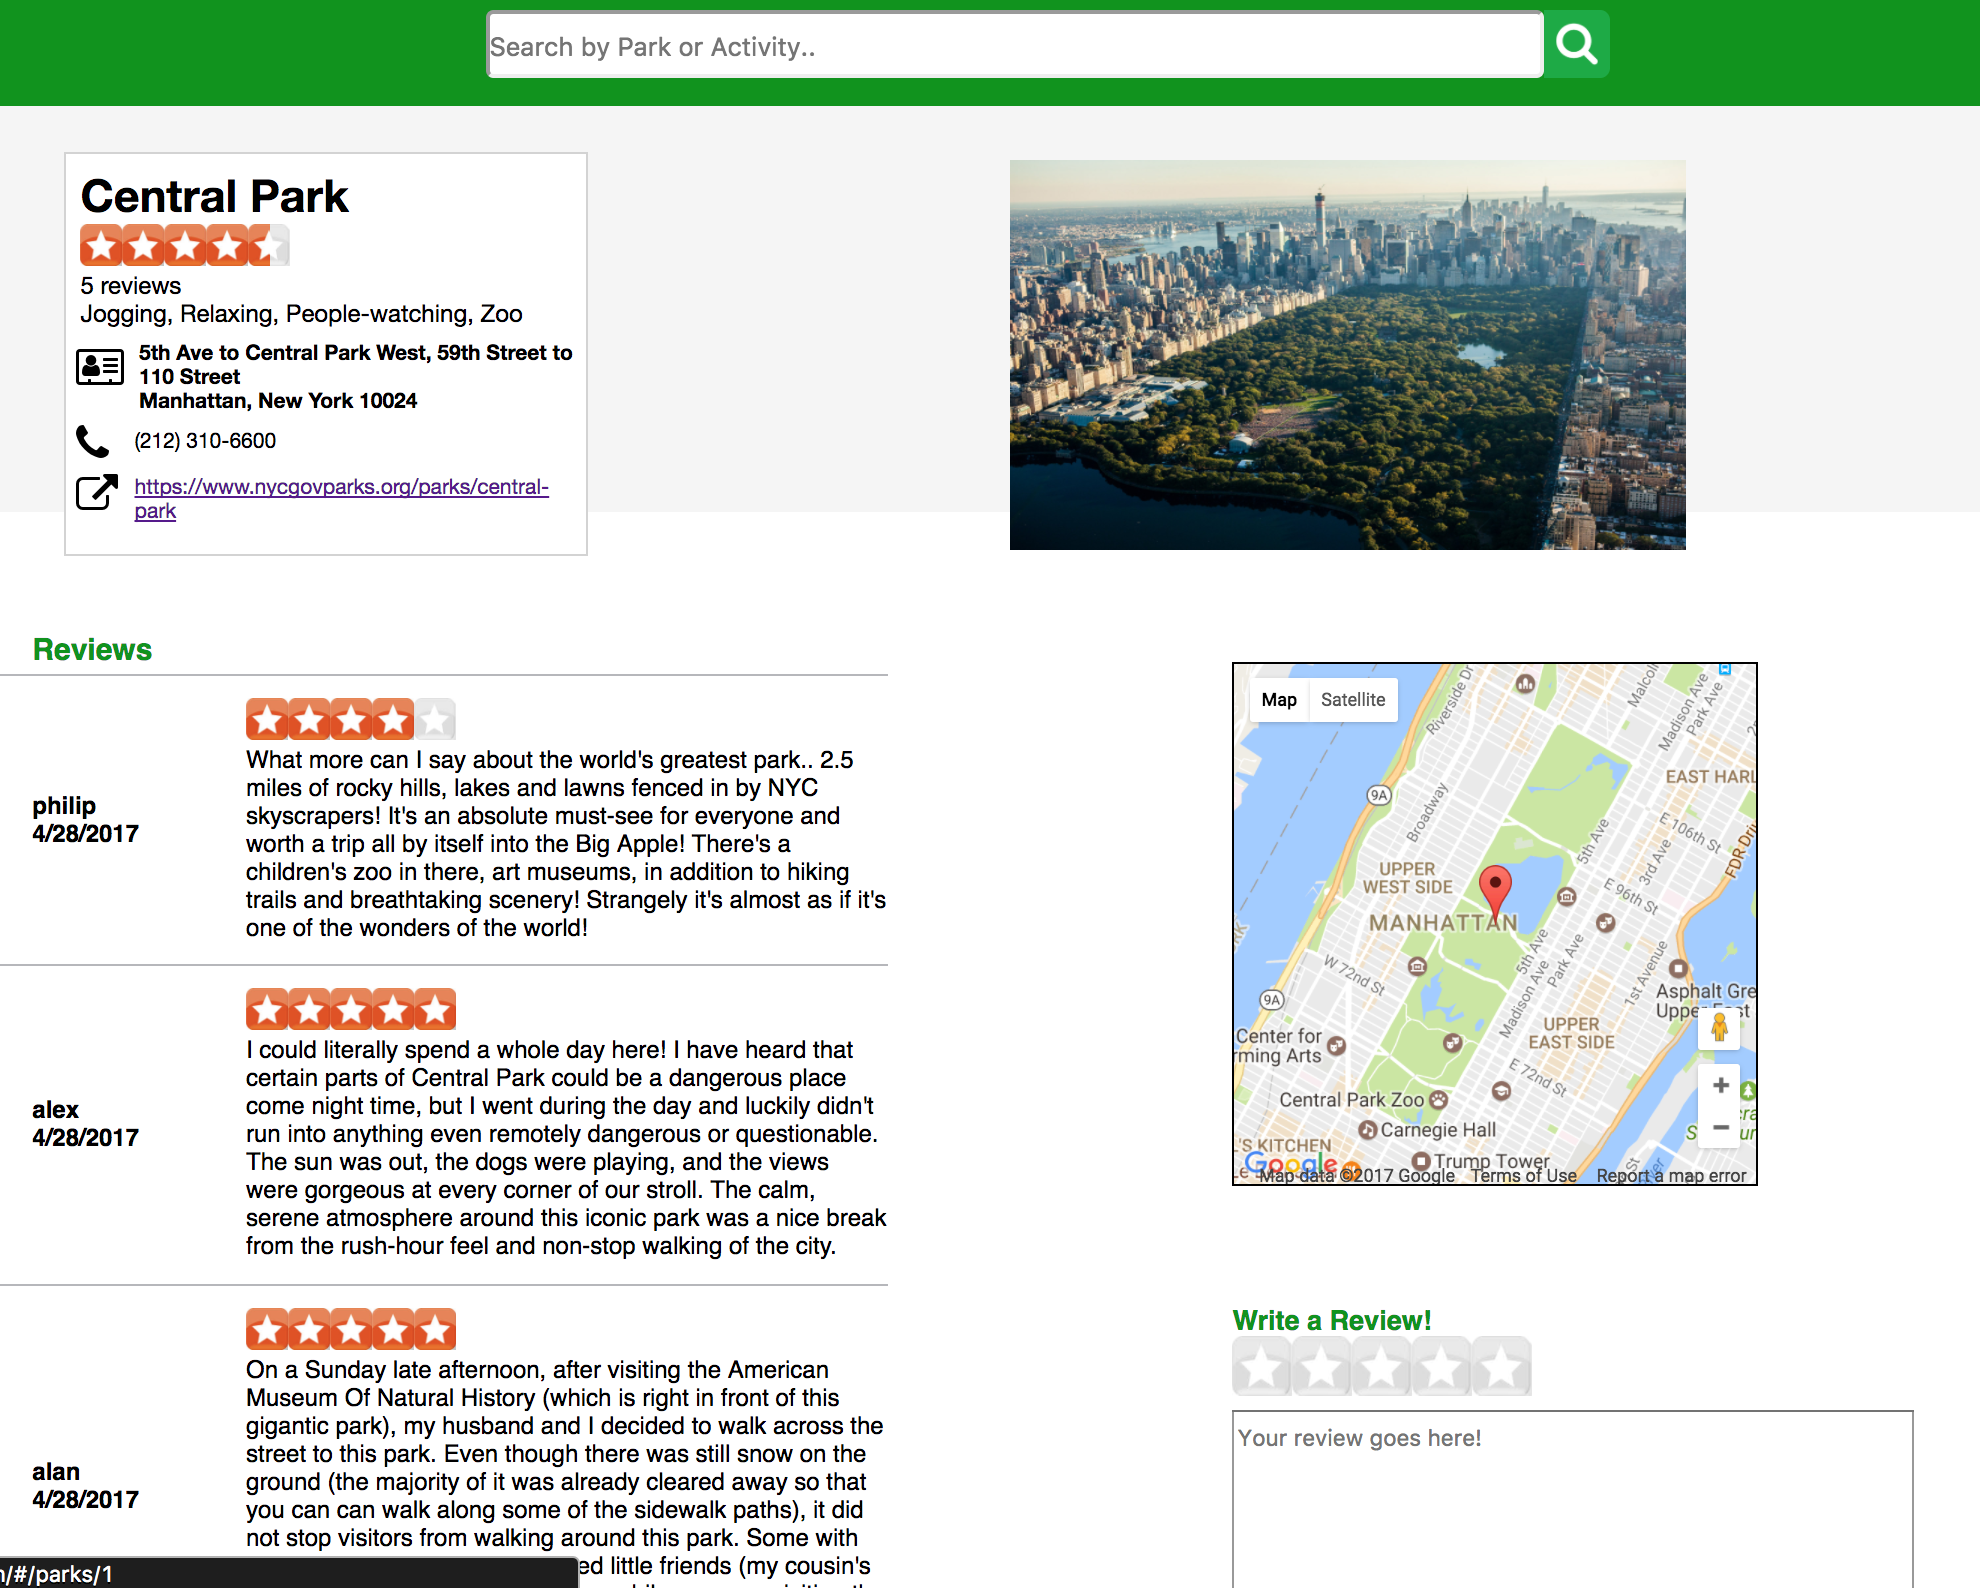 Search by Park or Activity..
Central Park
5 reviews
Jogging, Relaxing, People-watching, Zoo
5th Ave to Central Park West, 59th Street to
110 Street
Manhattan, New York 10024
(212) 310-6600
https://www.nycgovparks.org/parks/central-
park
Reviews
philip
4/28/2017
What more can I say about the world's greatest park.. 2.5
miles of rocky hills, lakes and lawns fenced in by NYC
skyscrapers! It's an absolute must-see for everyone and
worth a trip all by itself into the Big Apple! There's a
children's zoo in there, art museums, in addition to hiking
trails and breathtaking scenery! Strangely it's almost as if it's
one of the wonders of the world!
alex
4/28/2017
I could literally spend a whole day here! I have heard that
certain parts of Central Park could be a dangerous place
come night time, but I went during the day and luckily didn't
run into anything even remotely dangerous or questionable.
The sun was out, the dogs were playing, and the views
were gorgeous at every corner of our stroll. The calm,
serene atmosphere around this iconic park was a nice break
from the rush-hour feel and non-stop walking of the city.
alan
4/28/2017
On a Sunday late afternoon, after visiting the American
Museum Of Natural History (which is right in front of this
gigantic park), my husband and I decided to walk across the
street to this park. Even though there was still snow on the
ground (the majority of it was already cleared away so that
you can can walk along some of the sidewalk paths), it did
not stop visitors from walking around this park. Some with
ed little friends (my cousin's
n/#/parks/1
Map
Satellite
Riverside Dr
Malcol
Madison Ave
Park Ave
EAST HARL
9A
Broadway
5th Ave
E 106th St
FDR Driv
3rd Ave
UPPER
WEST SIDE
E 96th St
MANHATTAN
W 72nd St
5th Ave
Madison Ave
Park Ave
1st Avenue
9A
Asphalt Gre
Upper East
UPPER
EAST SIDE
Center for
rming Arts
E 72nd St
Central Park Zoo
Carnegie Hall
L'S KITCHEN
Trump Tower
Google
Map data ©2017 Google
Terms of Use
Report a map error
Write a Review!
Your review goes here!